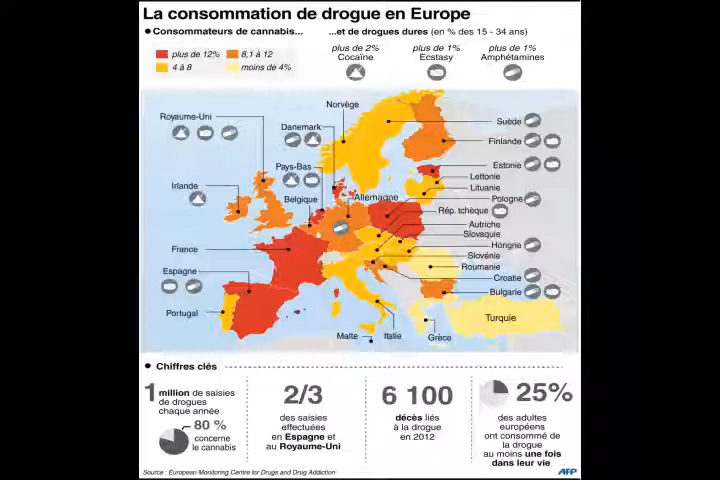 La consommation de drogue en Europe
Consommateurs de cannabis...
...et de drogues dures (en % des 15 - 34 ans)
plus de 12%
8,1 à 12
4 à 8
moins de 4%
plus de 2%
Cocaïne
plus de 1%
Ecstasy
plus de 1%
Amphétamines
Norvège
Royaume-Uni
Danemark
Suède
Finlande
Pays-Bas
Estonie
Lettonie
Irlande
Lituanie
Belgique
Allemagne
Pologne
Rép. tchèque
Autriche
Slovaquie
France
Hongrie
Slovénie
Espagne
Roumanie
Croatie
Bulgarie
Portugal
Turquie
Malte
Italie
Grèce
Chiffres clés
1 million de saisies
de drogues
chaque année
80 %
concerne
le cannabis
2/3
des saisies
effectuées
en Espagne et
au Royaume-Uni
6 100
décès liés
à la drogue
en 2012
25%
des adultes
européens
ont consommé de
la drogue
au moins une fois
dans leur vie
Source : European Monitoring Centre for Drugs and Drug Addiction
AFP